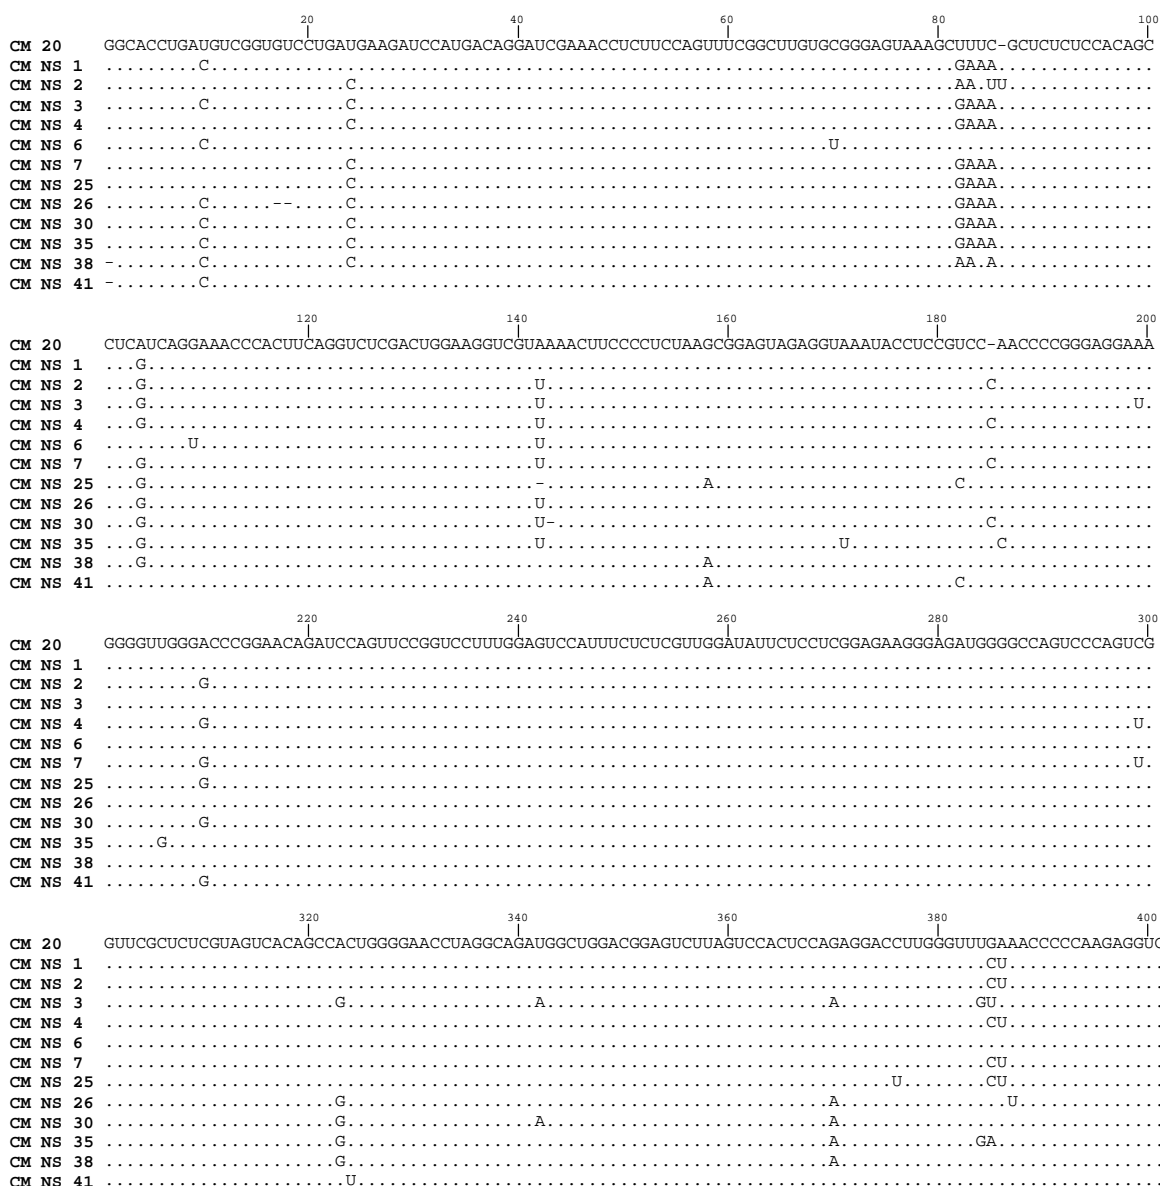 20 40 60 80 100
CM 20 GGCACCUGAUGUCGGUGUCCUGAUGAAGAUCCAUGACAGGAUCGAAACCUCUUCCAGUUUCGGCUUGUGCGGGAGUAAAGCUUUC-GCUCUCUCCACAGC
CM NS 1 .........C.......................................................................GAAA...............
CM NS 2 .......................C.........................................................AA.UU..............
CM NS 3 .........C.............C.........................................................GAAA...............
CM NS 4 .......................C.........................................................GAAA...............
CM NS 6 .........C...........................................................U..............................
CM NS 7 .......................C.........................................................GAAA...............
CM NS 25 .......................C.........................................................GAAA...............
CM NS 26 .........C......--.....C.........................................................GAAA...............
CM NS 30 .........C.............C.........................................................GAAA...............
CM NS 35 .........C.............C.........................................................GAAA...............
CM NS 38 -........C.............C.........................................................AA.A...............
CM NS 41 -........C..........................................................................................
120 140 160 180 200
CM 20 CUCAUCAGGAAACCCACUUCAGGUCUCGACUGGAAGGUCGUAAAACUUCCCCUCUAAGCGGAGUAGAGGUAAAUACCUCCGUCC-AACCCCGGGAGGAAA
CM NS 1 ...G................................................................................................
CM NS 2 ...G.....................................U..........................................C...............
CM NS 3 ...G.....................................U........................................................U.
CM NS 4 ...G.....................................U..........................................C...............
CM NS 6 ........U................................U..........................................................
CM NS 7 ...G.....................................U..........................................C...............
CM NS 25 ...G.....................................-...............A.......................C..................
CM NS 26 ...G.....................................U..........................................................
CM NS 30 ...G.....................................U-.........................................C...............
CM NS 35 ...G.....................................U............................U..............C..............
CM NS 38 ...G.....................................................A..........................................
CM NS 41 .........................................................A.......................C..................
220 240 260 280 300
CM 20 GGGGUUGGGACCCGGAACAGAUCCAGUUCCGGUCCUUUGGAGUCCAUUUCUCUCGUUGGAUAUUCUCCUCGGAGAAGGGAGAUGGGGCCAGUCCCAGUCG
CM NS 1 ....................................................................................................
CM NS 2 .........G..........................................................................................
CM NS 3 ....................................................................................................
CM NS 4 .........G........................................................................................U.
CM NS 6 ....................................................................................................
CM NS 7 .........G........................................................................................U.
CM NS 25 .........G..........................................................................................
CM NS 26 ....................................................................................................
CM NS 30 .........G..........................................................................................
CM NS 35 .....G..............................................................................................
CM NS 38 ....................................................................................................
CM NS 41 .........G..........................................................................................
320 340 360 380 400
CM 20 GUUCGCUCUCGUAGUCACAGCCACUGGGGAACCUAGGCAGAUGGCUGGACGGAGUCUUAGUCCACUCCAGAGGACCUUGGGUUUGAAACCCCCAAGAGGUC
CM NS 1 ....................................................................................CU...............
CM NS 2 ....................................................................................CU...............
CM NS 3 ......................G..................A...........................A.............GU................
CM NS 4 ....................................................................................CU...............
CM NS 6 .....................................................................................................
CM NS 7 ....................................................................................CU...............
CM NS 25 ...........................................................................U........CU...............
CM NS 26 ......................G..............................................A................U..............
CM NS 30 ......................G..................A...........................A...............................
CM NS 35 ......................G..............................................A.............GA................
CM NS 38 ......................G..............................................A...............................
CM NS 41 .......................U.............................................................................